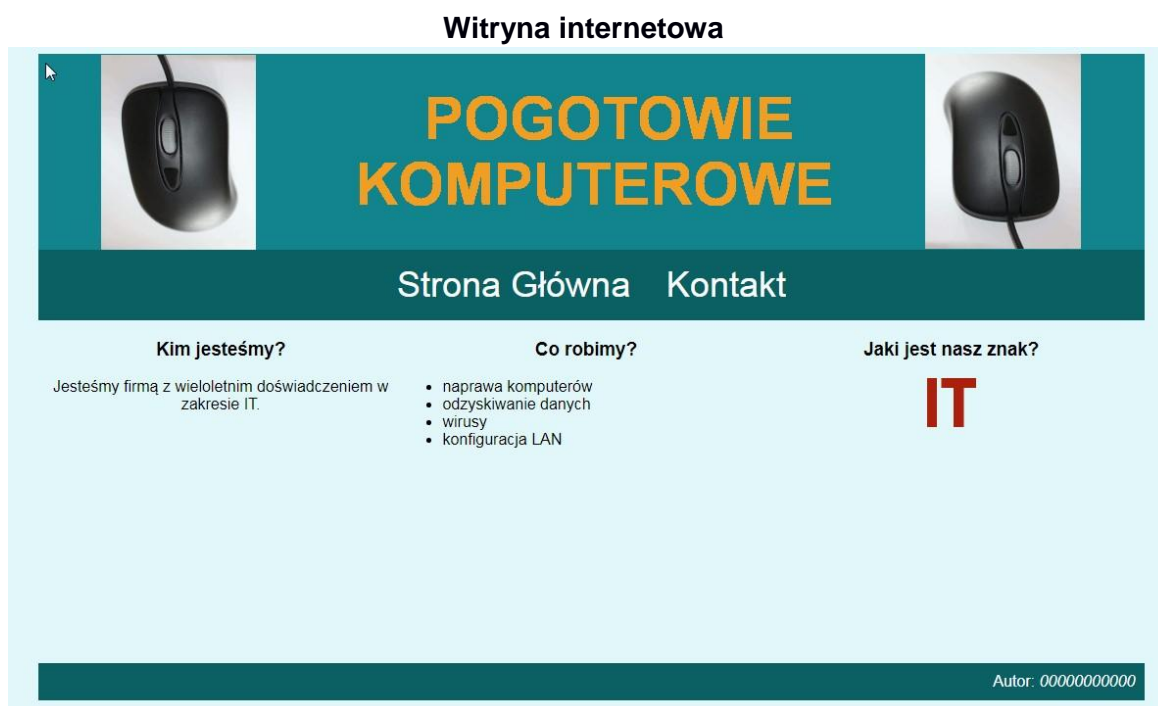 Witryna internetowa
POGOTOWIE
KOMPUTEROWE
Strona Główna Kontakt
Kim jesteśmy?
Jesteśmy firmą z wieloletnim doświadczeniem w
zakresie IT.
Co robimy?
naprawa komputerów
odzyskiwanie danych
wirusy
konfiguracja LAN
Jaki jest nasz znak?
IT
Autor: 00000000000